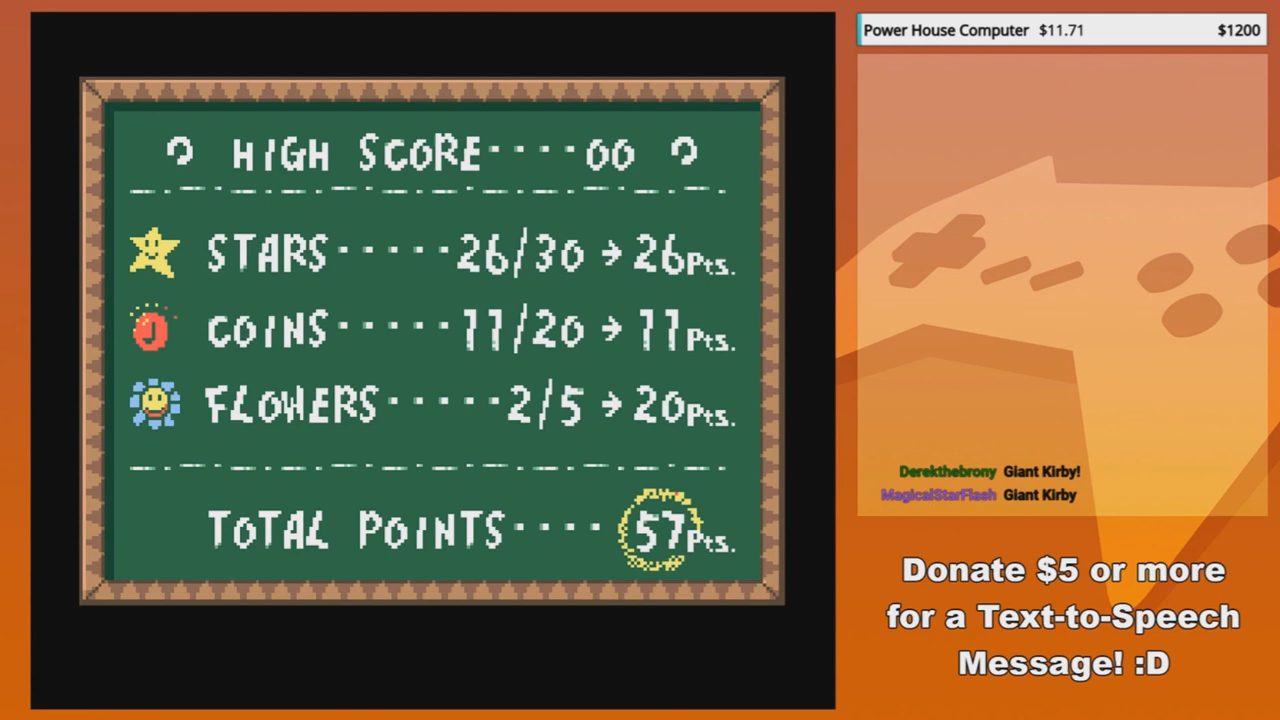 HIGH SCORE····00
STARS·····26/30 → 26Pts.
COINS·····11/20 → 11Pts.
FLOWERS·····2/5 → 20Pts.
TOTAL POINTS···· 57Pts.
Power House Computer $11.71 $1200
Derekthebrony Giant Kirby!
MagicalStarFlash Giant Kirby
Donate $5 or more
for a Text-to-Speech
Message! :D